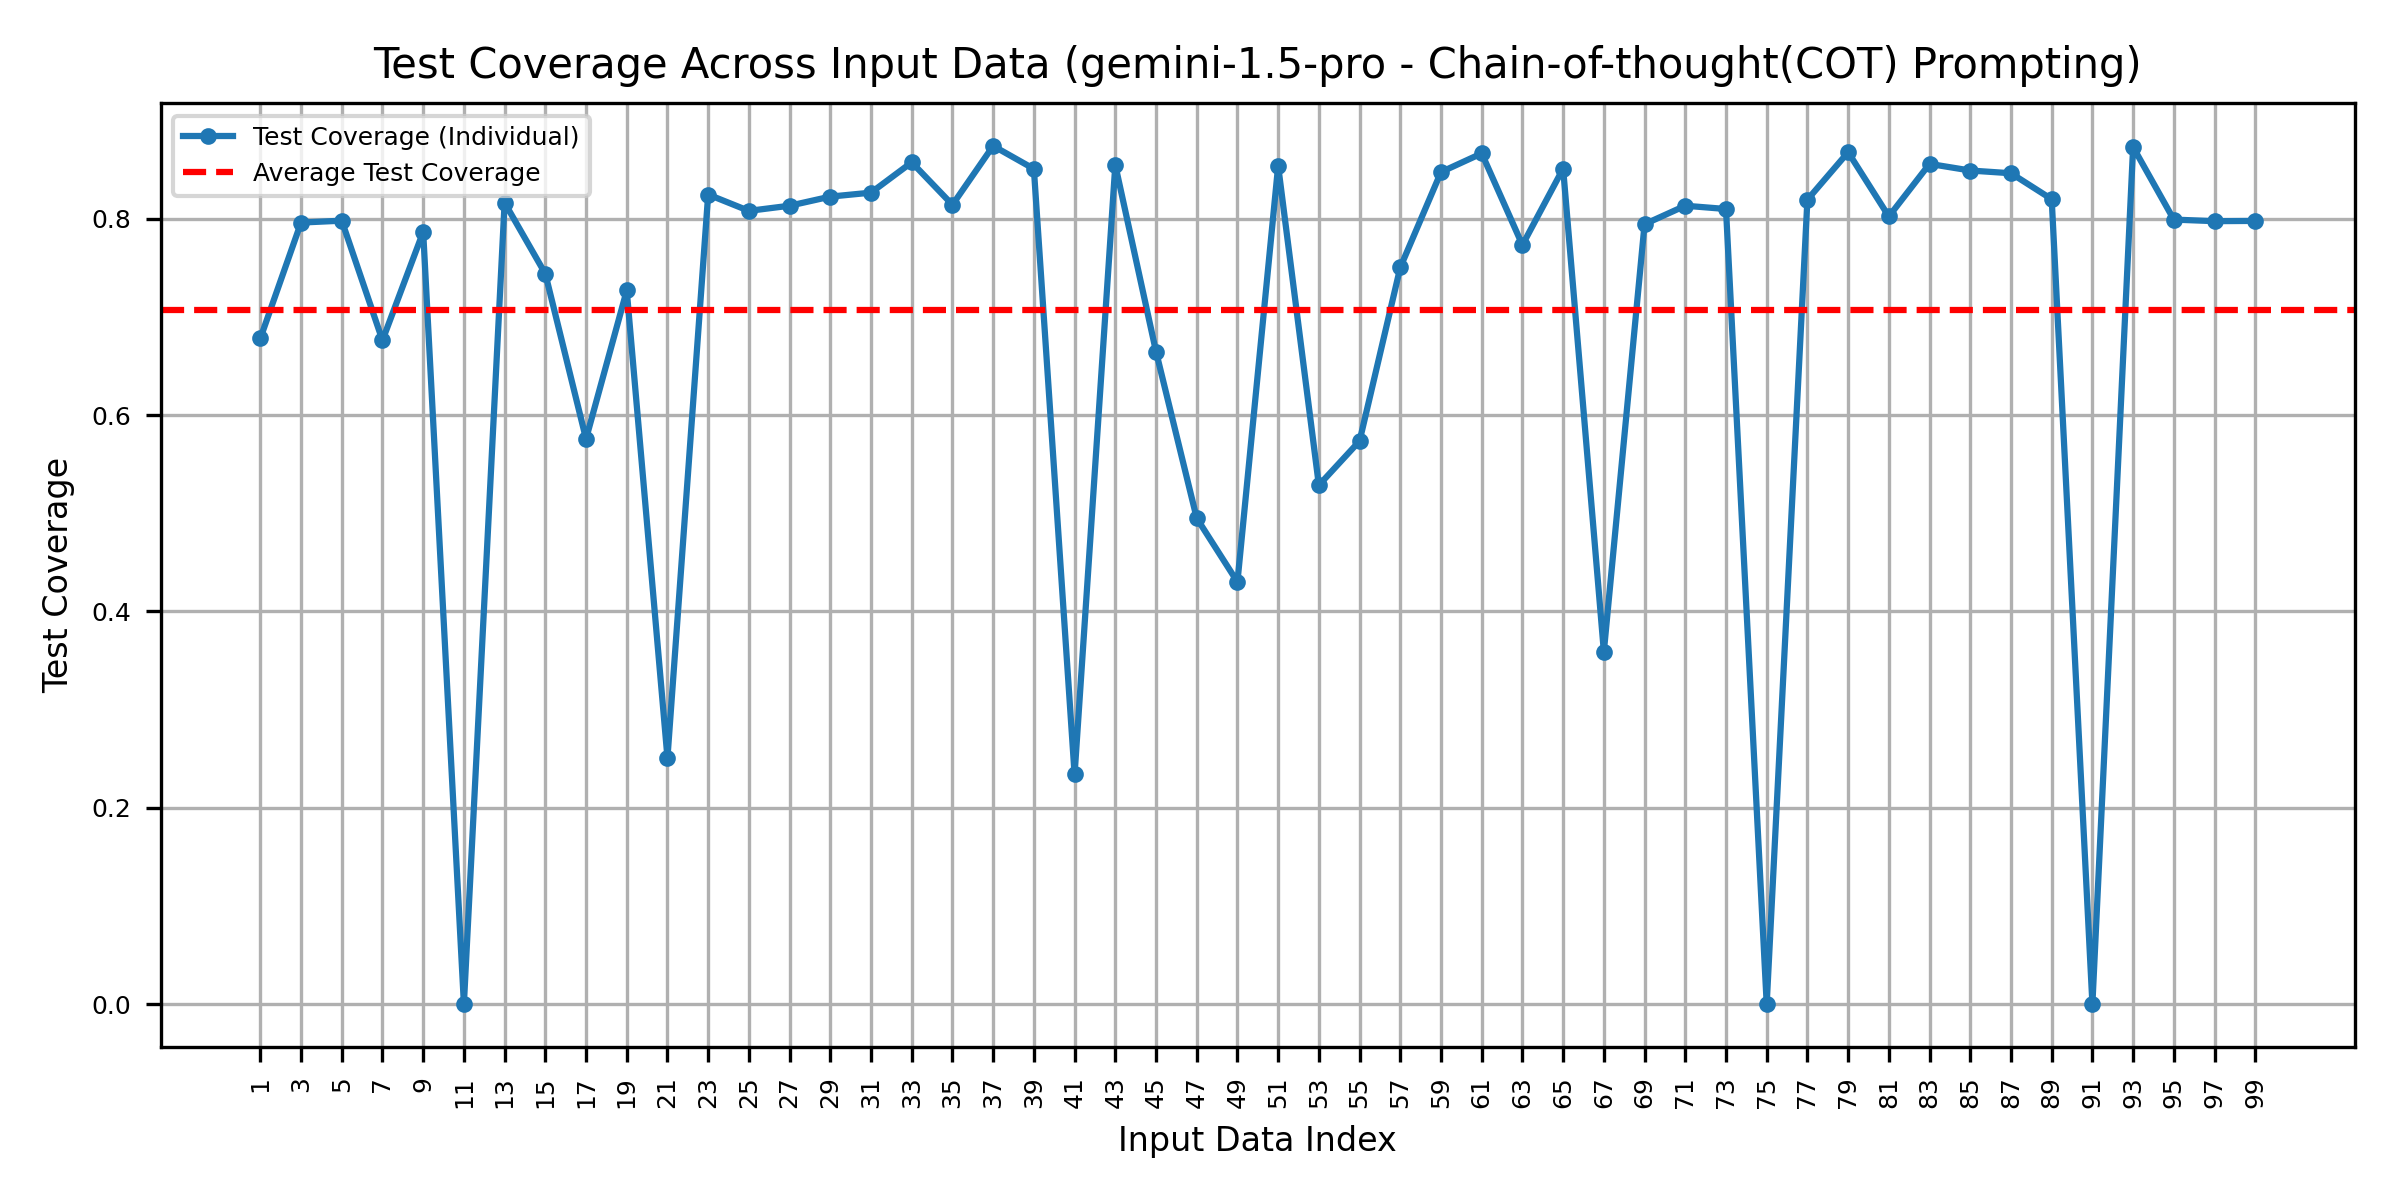 Test Coverage Across Input Data (gemini-1.5-pro - Chain-of-thought(COT) Prompting)
Test Coverage (Individual)
Average Test Coverage
Test Coverage
0.8
0.6
0.4
0.2
0.0
1 3 5 7 9 11 13 15 17 19 21 23 25 27 29 31 33 35 37 39 41 43 45 47 49 51 53 55 57 59 61 63 65 67 69 71 73 75 77 79 81 83 85 87 89 91 93 95 97 99
Input Data Index